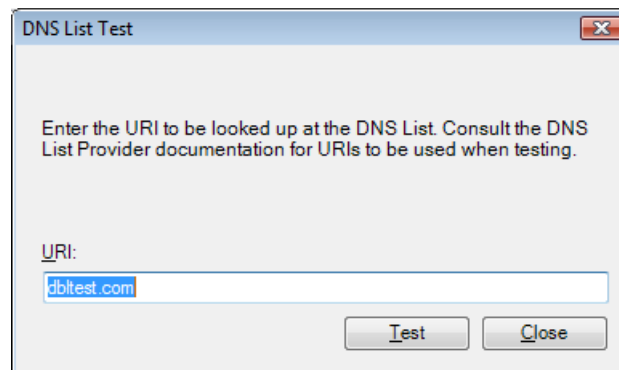 DNS List Test
Enter the URI to be looked up at the DNS List. Consult the DNS
List Provider documentation for URIs to be used when testing.
URI:
dbltest.com
Test Close